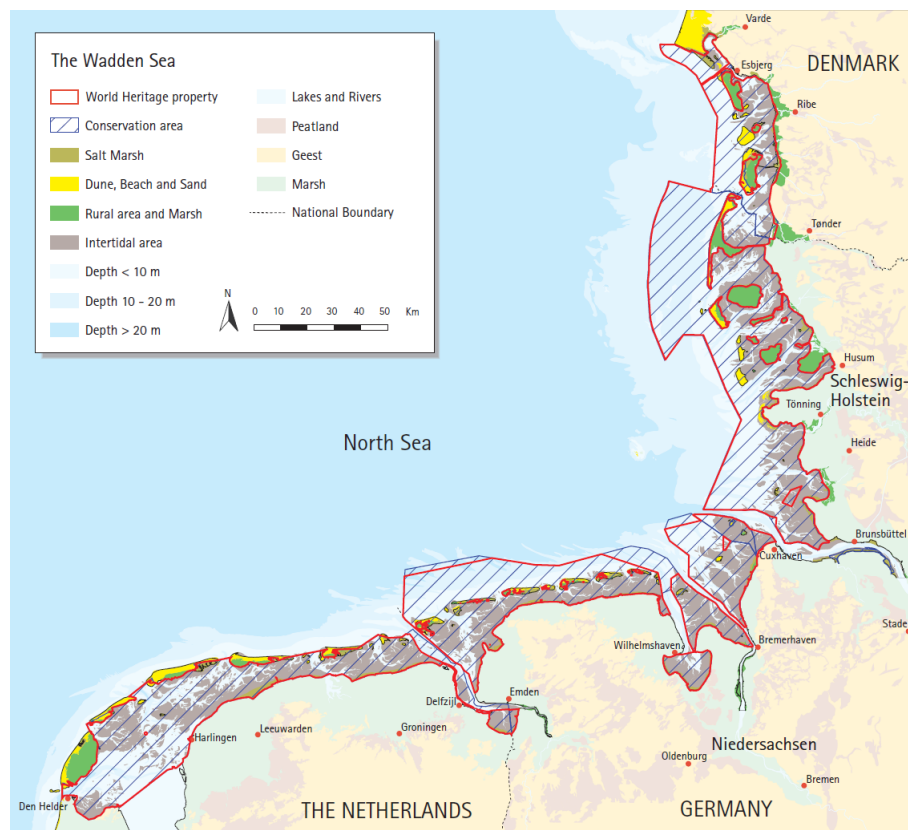 The Wadden Sea
World Heritage property
Conservation area
Salt Marsh
Dune, Beach and Sand
Rural area and Marsh
Intertidal area
Depth < 10 m
Depth 10 - 20 m
Depth > 20 m
Lakes and Rivers
Peatland
Geest
Marsh
National Boundary
N
0 10 20 30 40 50 Km
Varde
Esbjerg
DENMARK
Ribe
Tønder
Husum
Schleswig-
Holstein
Tönning
Heide
North Sea
Brunsbüttel
Cuxhaven
Stade
Wilhelmshaven
Bremerhaven
Emden
Delfzijl
Groningen
Leeuwarden
Harlingen
Niedersachsen
Oldenburg
Bremen
Den Helder
THE NETHERLANDS
GERMANY